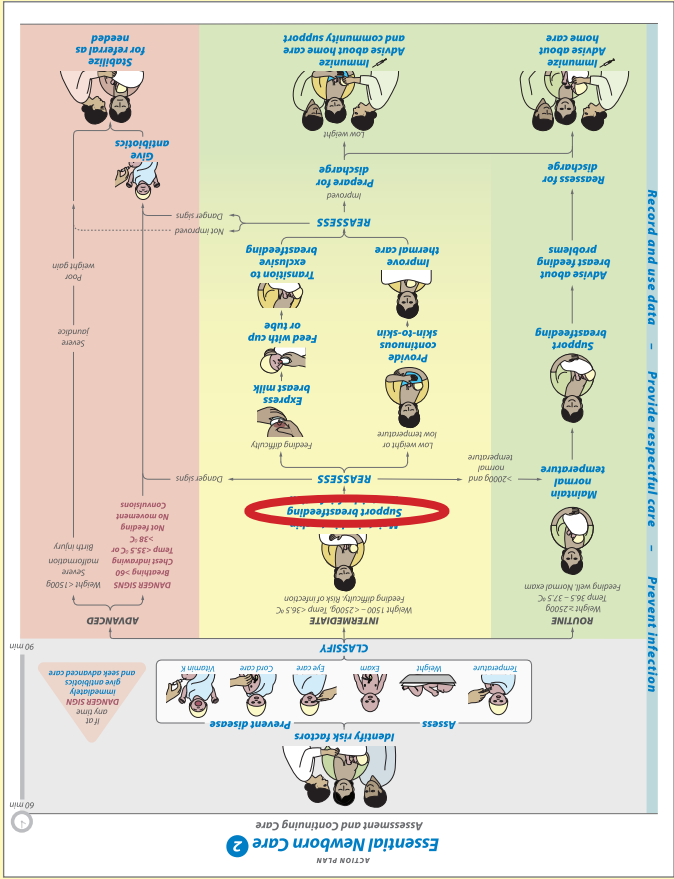 ACTION PLAN
Essential Newborn Care 2
Assessment and Continuing Care
60 min
Identify risk factors
Assess
Prevent disease
Temperature
Weight
Exam
Eye care
Cord care
Vitamin K
If at
any time
DANGER SIGN
immediately
give antibiotics
and seek advanced care
90 min
CLASSIFY
ROUTINE
Weight ≥ 2500g
Temp 36.5 – 37.5 ºC
Feeding well. Well, normal exam
INTERMEDIATE
Weight 1500 – <2500g, Temp <36.5ºC
Feeding difficulty, Risk of infection
ADVANCED
DANGER SIGNS
Breathing >60
Chest indrawing
Temp <35.5 ºC or
>38 ºC
Not feeding
No movement
Convulsions
Weight <1500g
Severe
malformation
Birth injury
Support breastfeeding
REASSESS
Danger signs
>2000g and
normal
temperature
Maintain
normal
temperature
Support
breastfeeding
Advise about
breast feeding
problems
Reassess for
discharge
Immunize
Advise about
home care
Low weight or
low temperature
Provide
continuous
skin-to-skin
Improve
thermal care
Feeding difficulty
Express
breast milk
Feed with cup
or tube
Transition to
exclusive
breastfeeding
REASSESS
Not improved
Danger signs
Improved
Prepare for
discharge
Low weight
Immunize
Advise about home care
and community support
Severe
jaundice
Poor
weight gain
Give
antibiotics
Stabilize
for referral as
needed
Prevent infection – Provide respectful care – Record and use data